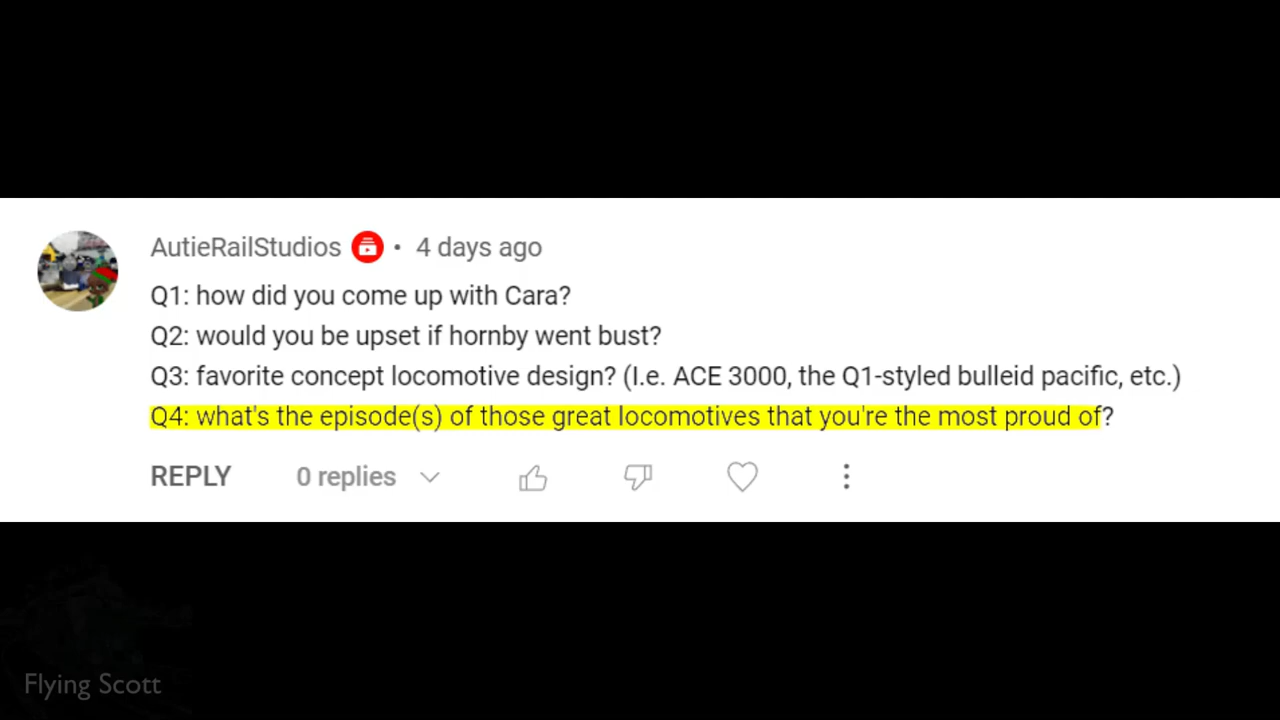 AutieRailStudios • 4 days ago
Q1: how did you come up with Cara?
Q2: would you be upset if hornby went bust?
Q3: favorite concept locomotive design? (I.e. ACE 3000, the Q1-styled bulleid pacific, etc.)
Q4: what's the episode(s) of those great locomotives that you're the most proud of?
REPLY 0 replies
Flying Scott